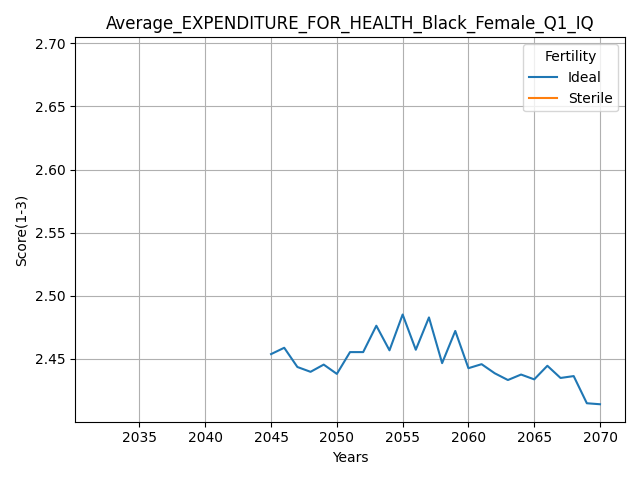 Average_EXPENDITURE_FOR_HEALTH_Black_Female_Q1_IQ
2.70
2.65
2.60
2.55
2.50
2.45
Score(1-3)
Fertility
Ideal
Sterile
2035 2040 2045 2050 2055 2060 2065 2070
Years